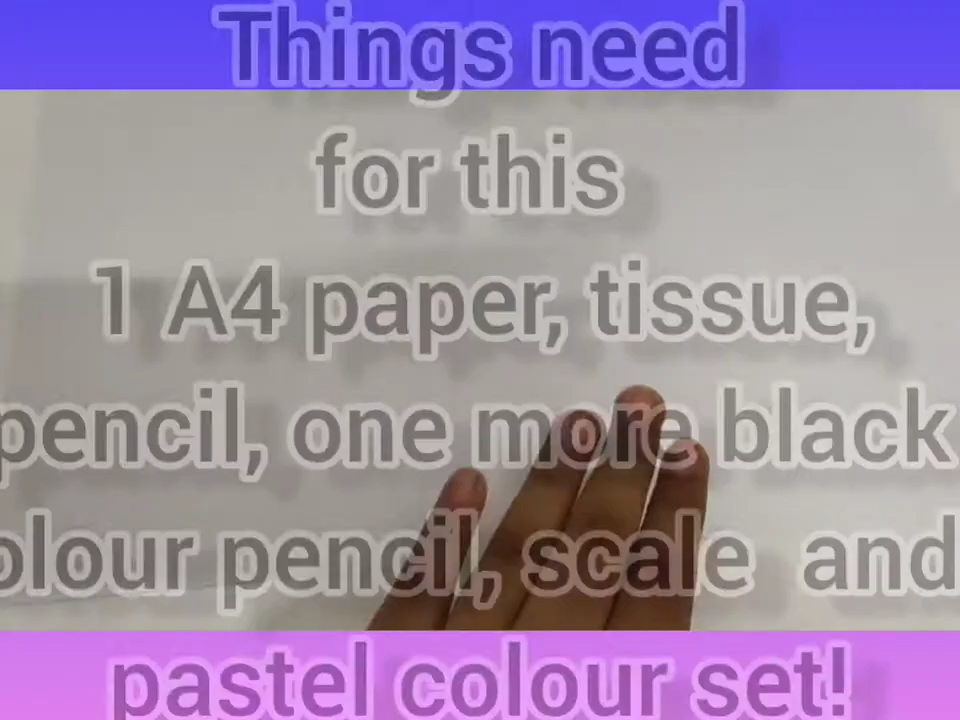 Things need
for this
1 A4 paper, tissue,
pencil, one more black
olour pencil, scale and
pastel colour set!